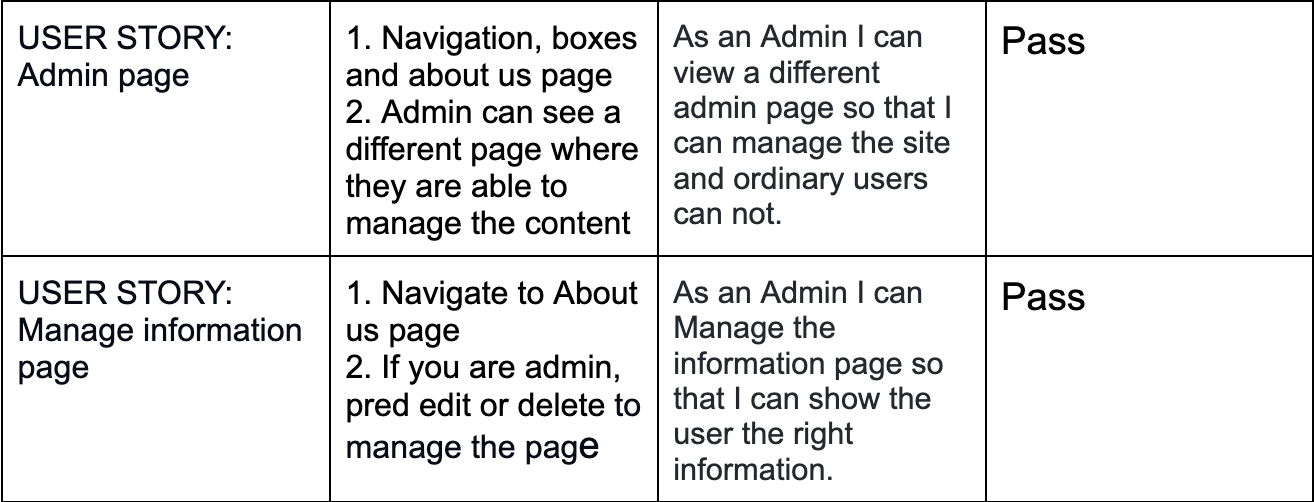 USER STORY:
Admin page
1. Navigation, boxes
and about us page
2. Admin can see a
different page where
they are able to
manage the content
As an Admin I can
view a different
admin page so that I
can manage the site
and ordinary users
can not.
Pass
USER STORY:
Manage information
page
1. Navigate to About
us page
2. If you are admin,
pred edit or delete to
manage the page
As an Admin I can
Manage the
information page so
that I can show the
user the right
information.
Pass